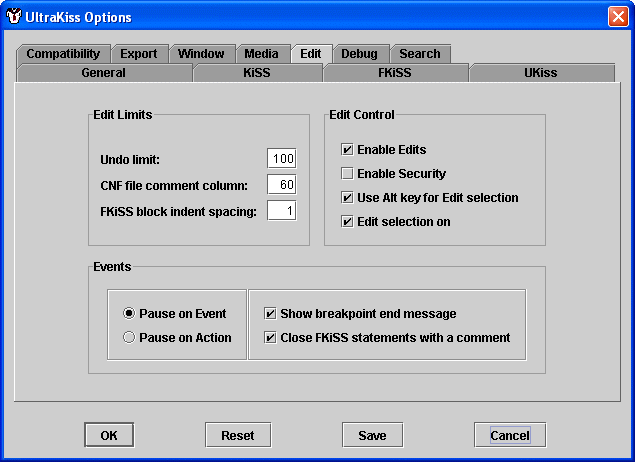 UltraKiss Options
Compatibility Export Window Media Edit Debug Search
General KiSS FKiSS UKiss
Edit Limits
Undo limit: 100
CNF file comment column: 60
FKiSS block indent spacing: 1
Edit Control
Enable Edits
Enable Security
Use Alt key for Edit selection
Edit selection on
Events
Pause on Event
Pause on Action
Show breakpoint end message
Close FKiSS statements with a comment
OK Reset Save Cancel